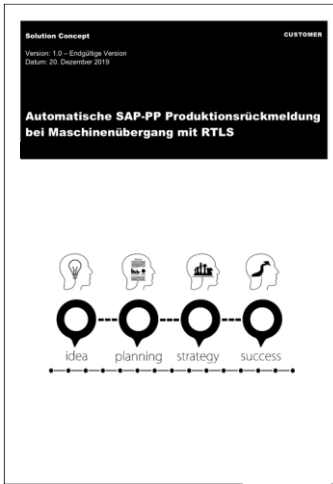 Solution Concept
CUSTOMER
Version: 1.0 – Endgültige Version
Datum: 20. Dezember 2019
Automatische SAP-PP Produktionsrückmeldung
bei Maschinenübergang mit RTLS
idea planning strategy success